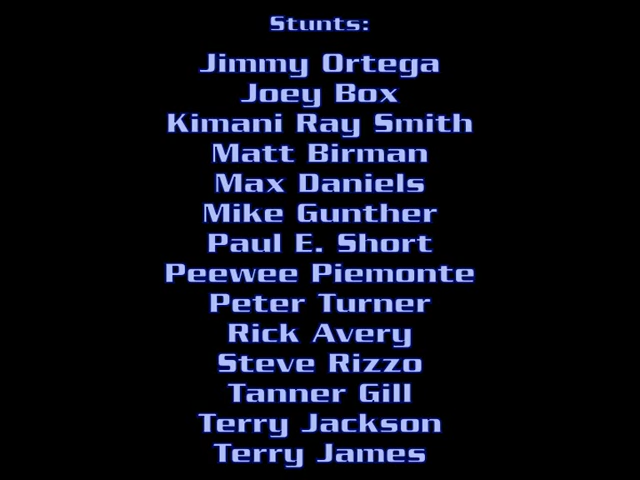 Stunts:
Jimmy Ortega
Joey Box
Kimani Ray Smith
Matt Birman
Max Daniels
Mike Gunther
Paul E. Short
Peewee Piemonte
Peter Turner
Rick Avery
Steve Rizzo
Tanner Gill
Terry Jackson
Terry James